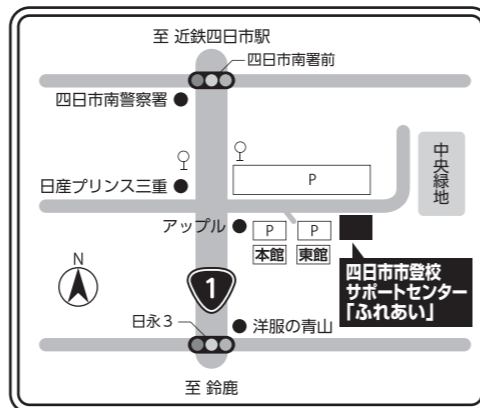 至 近鉄四日市駅
四日市南署前
四日市南警察署
P
日産プリンス三重
中央緑地
アップル
P
P
本館
東館
N
四日市市登校
サポートセンター
「ふれあい」
1
日永3
洋服の青山
至 鈴鹿